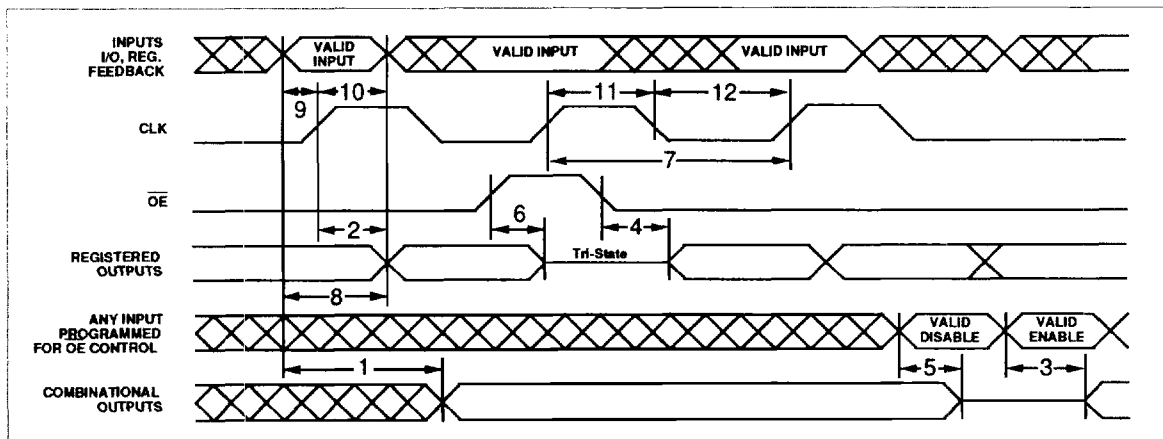 INPUTS
I/O, REG.
FEEDBACK
VALID
INPUT
VALID INPUT
VALID INPUT
9
10
11
12
CLK
7
OE
6
4
2
REGISTERED
OUTPUTS
Tri-State
8
ANY INPUT
PROGRAMMED
FOR OE CONTROL
VALID
DISABLE
VALID
ENABLE
1
5
3
COMBINATIONAL
OUTPUTS